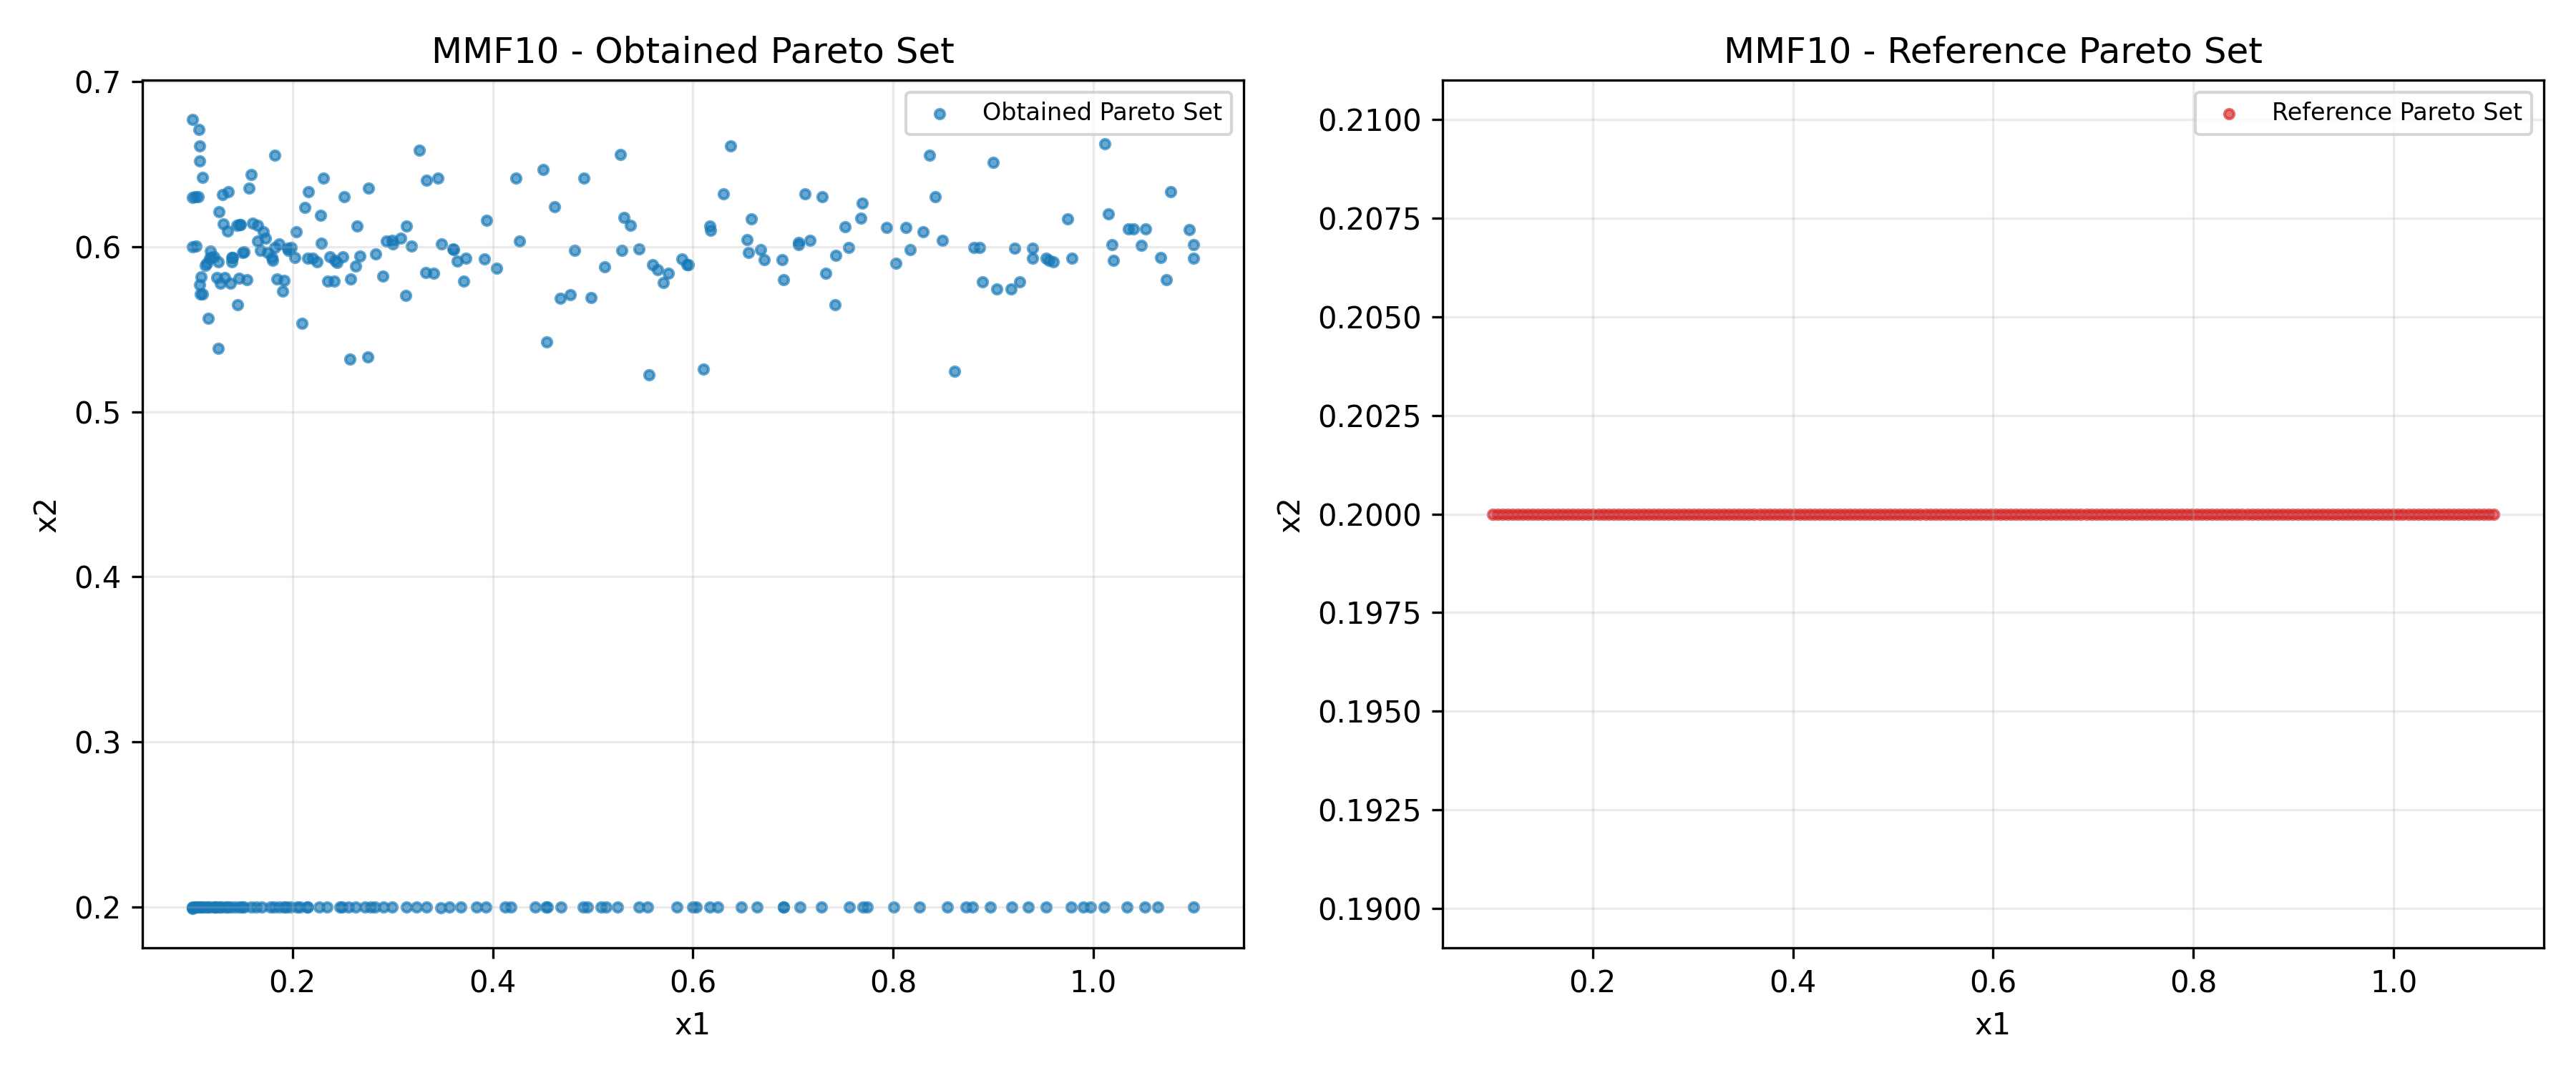 MMF10 - Obtained Pareto Set
Obtained Pareto Set
0.7
0.6
0.5
0.4
0.3
0.2
x2
0.2 0.4 0.6 0.8 1.0
x1
MMF10 - Reference Pareto Set
Reference Pareto Set
0.2100
0.2075
0.2050
0.2025
0.2000
0.1975
0.1950
0.1925
0.1900
x2
0.2 0.4 0.6 0.8 1.0
x1